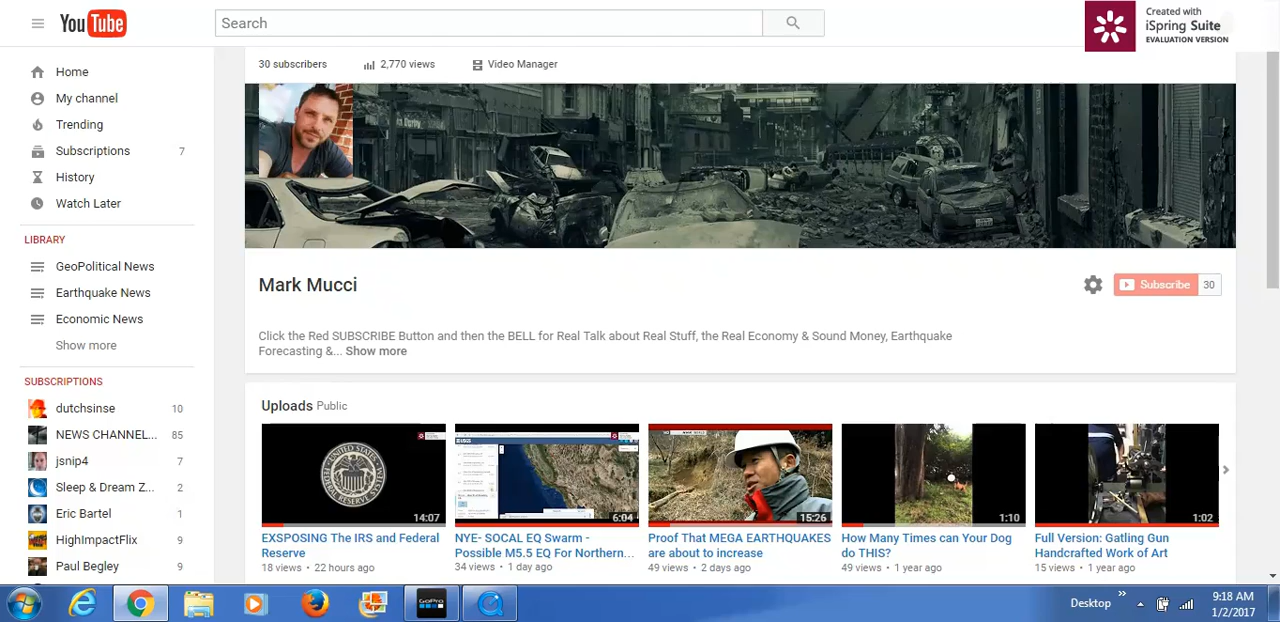 YouTube
Search
Created with
iSpring Suite
EVALUATION VERSION
Home
My channel
Trending
Subscriptions 7
History
Watch Later
LIBRARY
GeoPolitical News
Earthquake News
Economic News
Show more
SUBSCRIPTIONS
dutchsinse 10
NEWS CHANNEL... 85
jsnip4 7
Sleep & Dream Z... 2
Eric Bartel 1
HighImpactFlix 9
Paul Begley 9
30 subscribers 2,770 views Video Manager
Mark Mucci
Subscribe 30
Click the Red SUBSCRIBE Button and then the BELL for Real Talk about Real Stuff, the Real Economy & Sound Money, Earthquake
Forecasting &... Show more
Uploads Public
14:07
EXSPOSING The IRS and Federal
Reserve
18 views • 22 hours ago
6:04
NYE- SOCAL EQ Swarm -
Possible M5.5 EQ For Northern...
34 views • 1 day ago
15:26
Proof That MEGA EARTHQUAKES
are about to increase
49 views • 2 days ago
1:10
How Many Times can Your Dog
do THIS?
49 views • 1 year ago
1:02
Full Version: Gatling Gun
Handcrafted Work of Art
15 views • 1 year ago
GoPro
Desktop
9:18 AM
1/2/2017